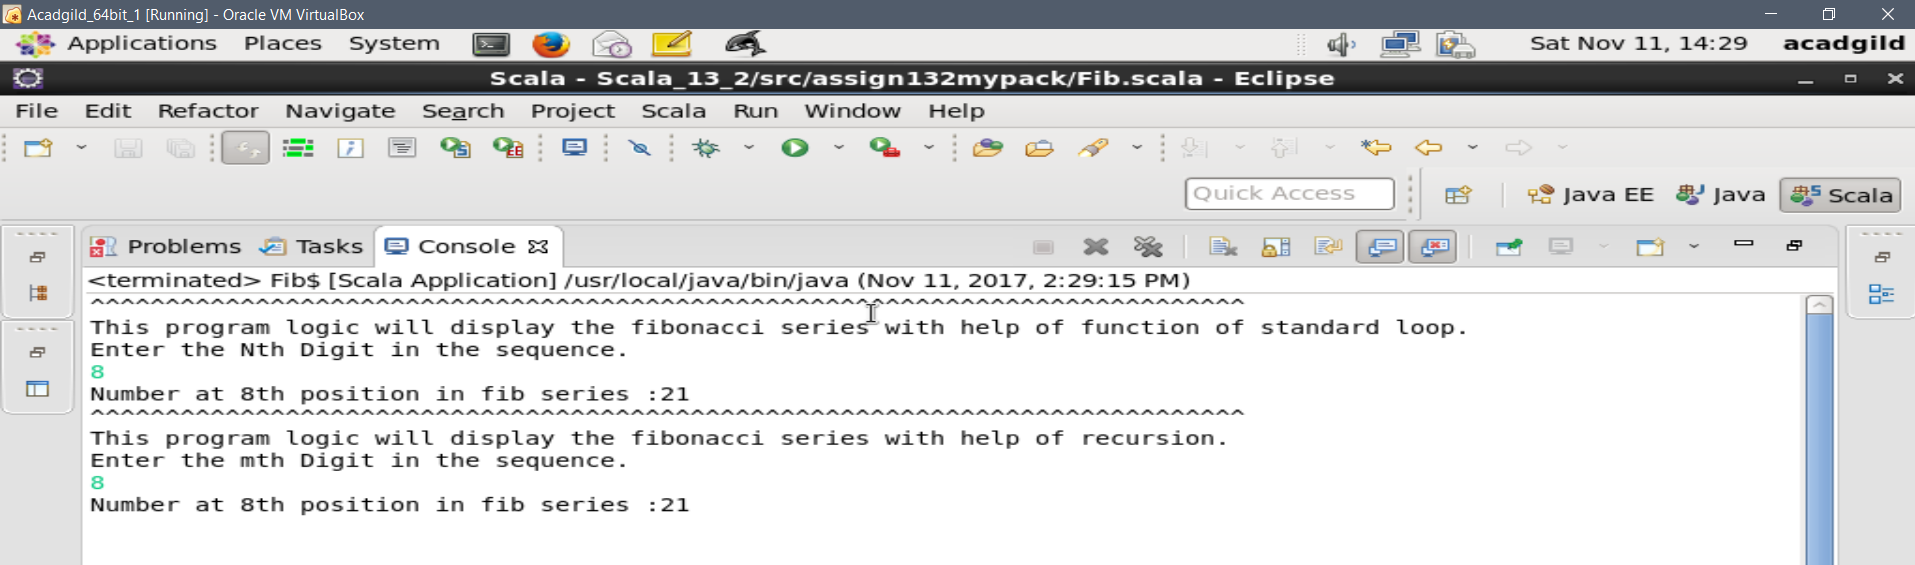 Acadgild_64bit_1 [Running] - Oracle VM VirtualBox
Applications Places System Sat Nov 11, 14:29 acadgild
Scala - Scala_13_2/src/assign132mypack/Fib.scala - Eclipse
File Edit Refactor Navigate Search Project Scala Run Window Help
Quick Access Java EE Java Scala
Problems Tasks Console
<terminated> Fib$ [Scala Application] /usr/local/java/bin/java (Nov 11, 2017, 2:29:15 PM)
^^^^^^^^^^^^^^^^^^^^^^^^^^^^^^^^^^^^^^^^^^^^^^^^^^^^^^^^^^^^^^^^^^^^^^^^^^^^^
This program logic will display the fibonacci series with help of function of standard loop.
Enter the Nth Digit in the sequence.
8
Number at 8th position in fib series :21
^^^^^^^^^^^^^^^^^^^^^^^^^^^^^^^^^^^^^^^^^^^^^^^^^^^^^^^^^^^^^^^^^^^^^^^^^^^^^
This program logic will display the fibonacci series with help of recursion.
Enter the mth Digit in the sequence.
8
Number at 8th position in fib series :21